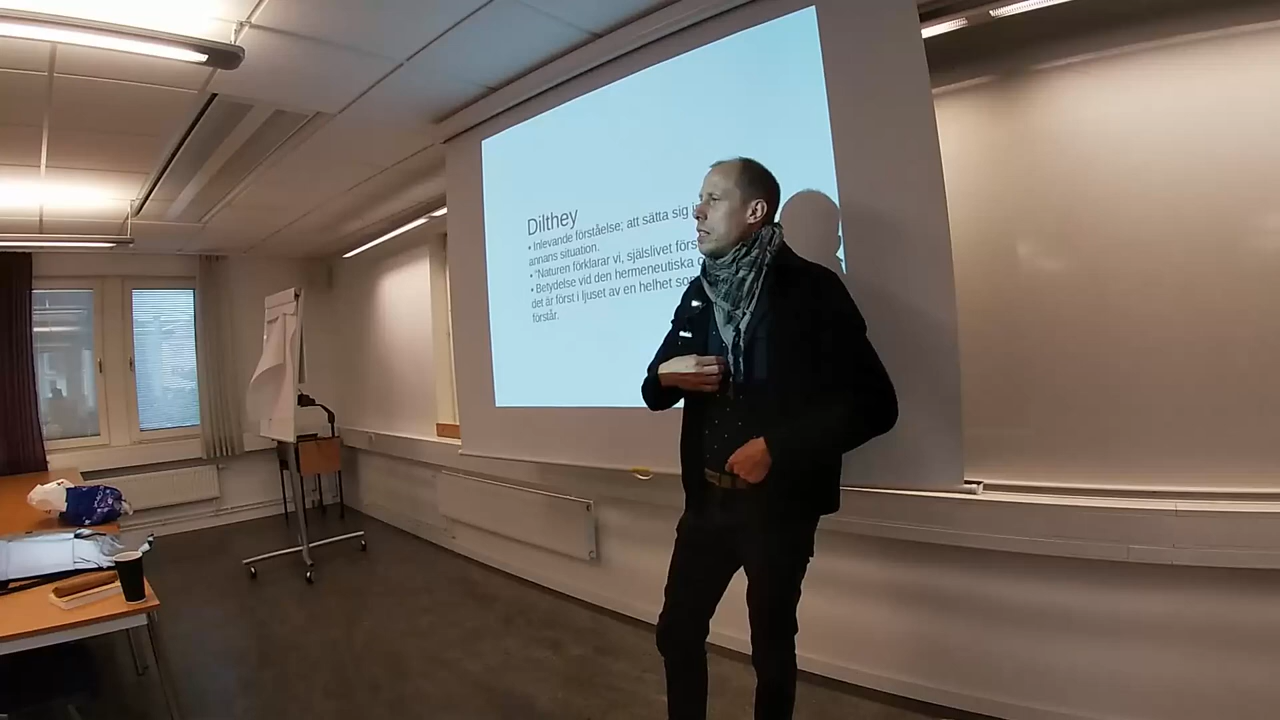 Dilthey
• Inlevande förståelse; att sätta sig
annans situation.
• "Naturen förklarar vi, själslivet förs
• Betydelse vid den hermeneutiska
det är först i ljuset av en helhet som
förstår.